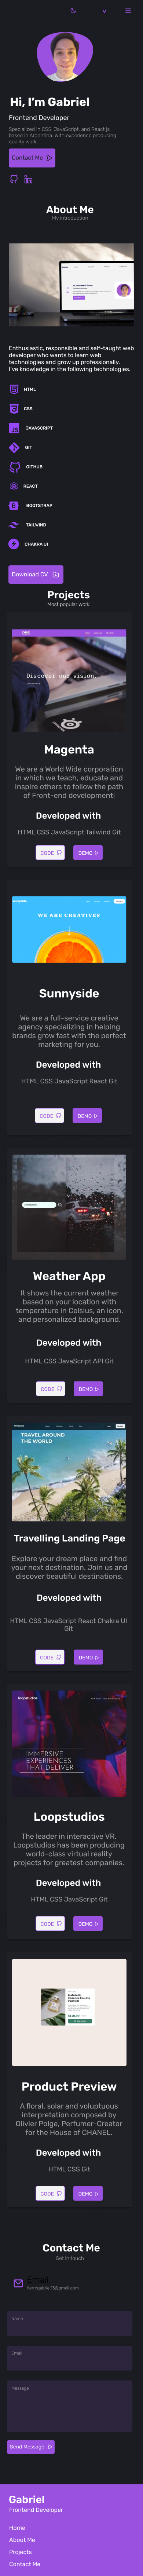 Hi, I'm Gabriel
Frontend Developer
Specialised in CSS, JavaScript, and React js
based in Argentina, with experience producing
quality work.
Contact Me
About Me
My introduction
Enthusiastic, responsible and self-taught web
developer who wants to learn web
technologies and grow up professionally.
I've knowledge in the following technologies.
HTML
CSS
JAVASCRIPT
GIT
GITHUB
REACT
BOOTSTRAP
TAILWIND
CHAKRA UI
Download CV
Projects
Most popular work
Discover our vision
Magenta
We are a World Wide corporation
in which we tech, educate and
inspire others to follow the path
of Front-end development!
Developed with
HTML CSS JavaScript Tailwind Git
CODE
DEMO
WE ARE CREATIVES
Sunnyside
We are a full-service creative
agency specializing in helping
brands grow fast with the perfect
marketing for you.
Developed with
HTML CSS JavaScript React Git
CODE
DEMO
Weather App
It shows the current weather
based on your location with
temperature in Celsius, an icon,
and personalized background.
Developed with
HTML CSS JavaScript API Git
CODE
DEMO
TRAVEL AROUND
THE WORLD
Travelling Landing Page
Explore your dream place and find
your next destination. Join us and
discover beautiful destinations.
Developed with
HTML CSS JavaScript React Chakra UI
Git
CODE
DEMO
loopstudios
IMMERSIVE
EXPERIENCES
THAT DELIVER
Loopstudios
The leader in interactive VR.
Loopstudios has been producing
world-class virtual reality
projects for greatest companies.
Developed with
HTML CSS JavaScript Git
CODE
DEMO
Product Preview
A floral, solar and voluptuous
interpretation composed by
Olivier Polge, Perfumer-Creator
for the House of CHANEL.
Developed with
HTML CSS Git
CODE
DEMO
Contact Me
Get in touch
Email
Name
Email
Message
Send Message
Gabriel
Frontend Developer
Home
About Me
Projects
Contact Me